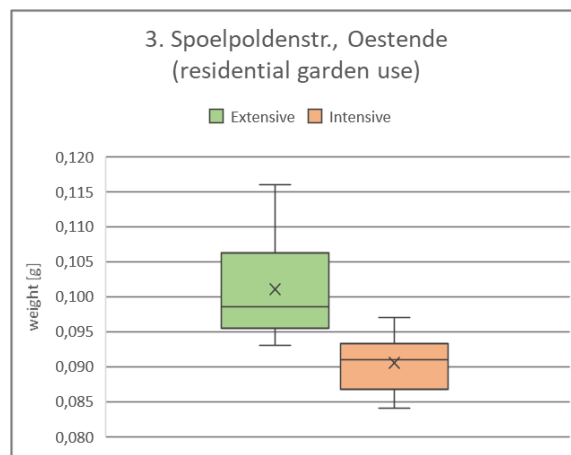 3. Spoelpoldenstr., Oestende
(residential garden use)
Extensive Intensive
weight [g]
0,120
0,115
0,110
0,105
0,100
0,095
0,090
0,085
0,080